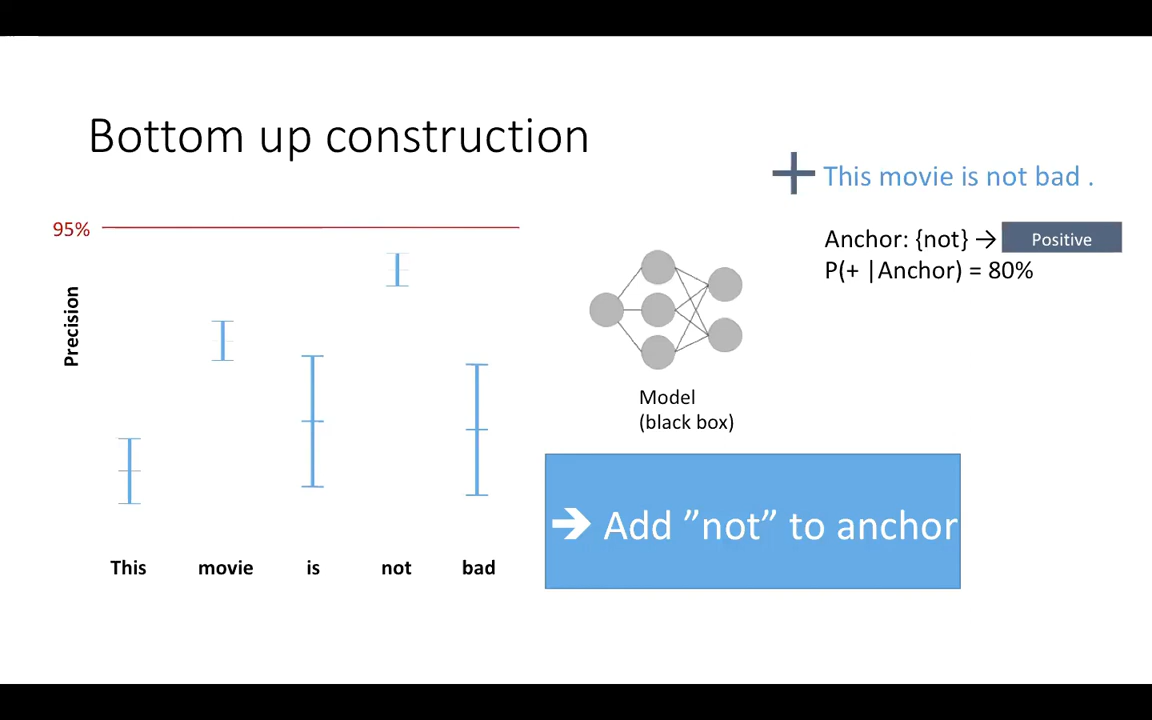 Bottom up construction
This movie is not bad .
95%
Anchor: {not} → Positive
P(+ |Anchor) = 80%
Precision
Model
(black box)
➔ Add ”not” to anchor
This movie is not bad